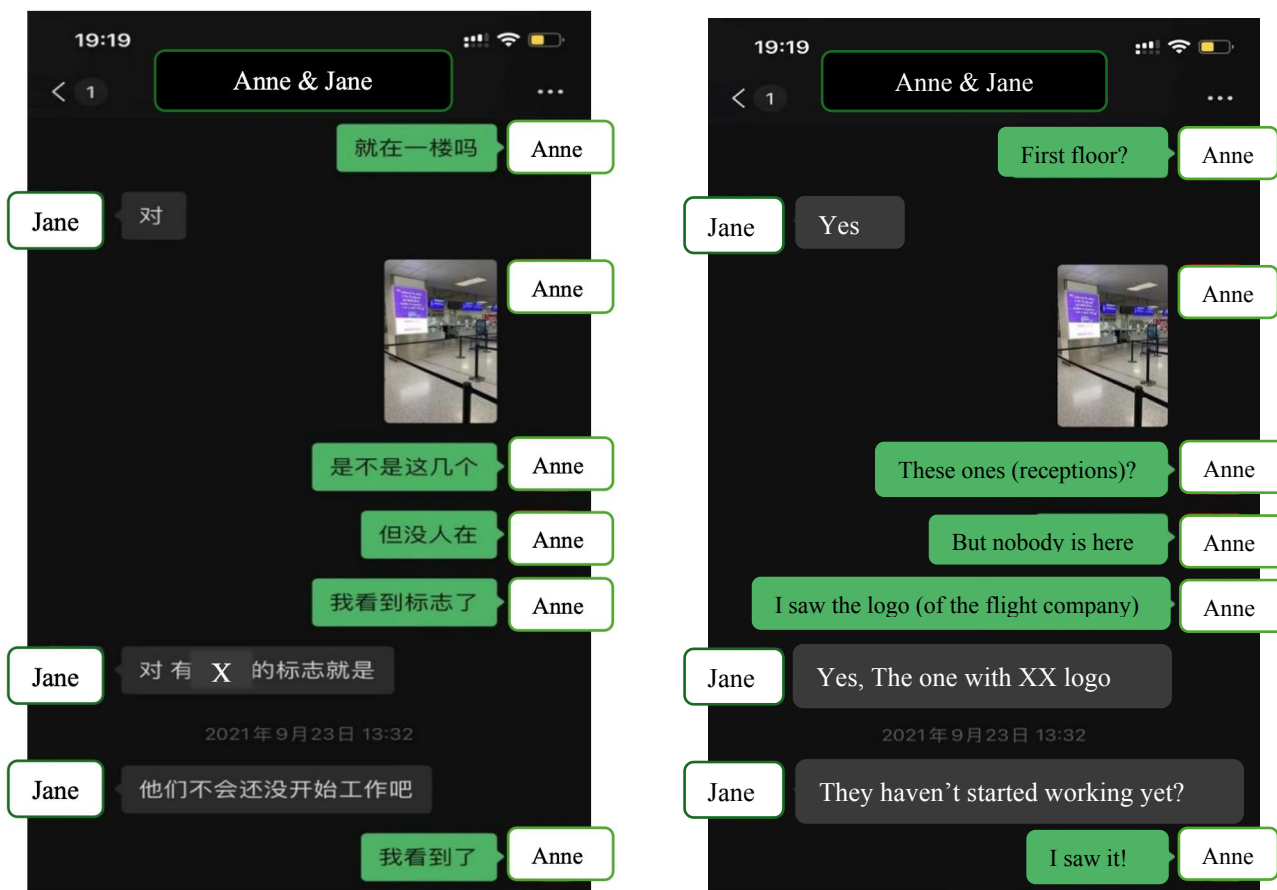 19:19
1
Anne & Jane
就在一楼吗
Anne
Jane
对
Anne
是不是这几个
Anne
但没人在
Anne
我看到标志了
Anne
Jane
对 有 X 的标志就是
2021年9月23日 13:32
Jane
他们不会还没开始工作吧
我看到了
Anne
19:19
1
Anne & Jane
First floor?
Anne
Jane
Yes
Anne
These ones (receptions)?
Anne
But nobody is here
Anne
I saw the logo (of the flight company)
Anne
Jane
Yes, The one with XX logo
2021年9月23日 13:32
Jane
They haven't started working yet?
I saw it!
Anne